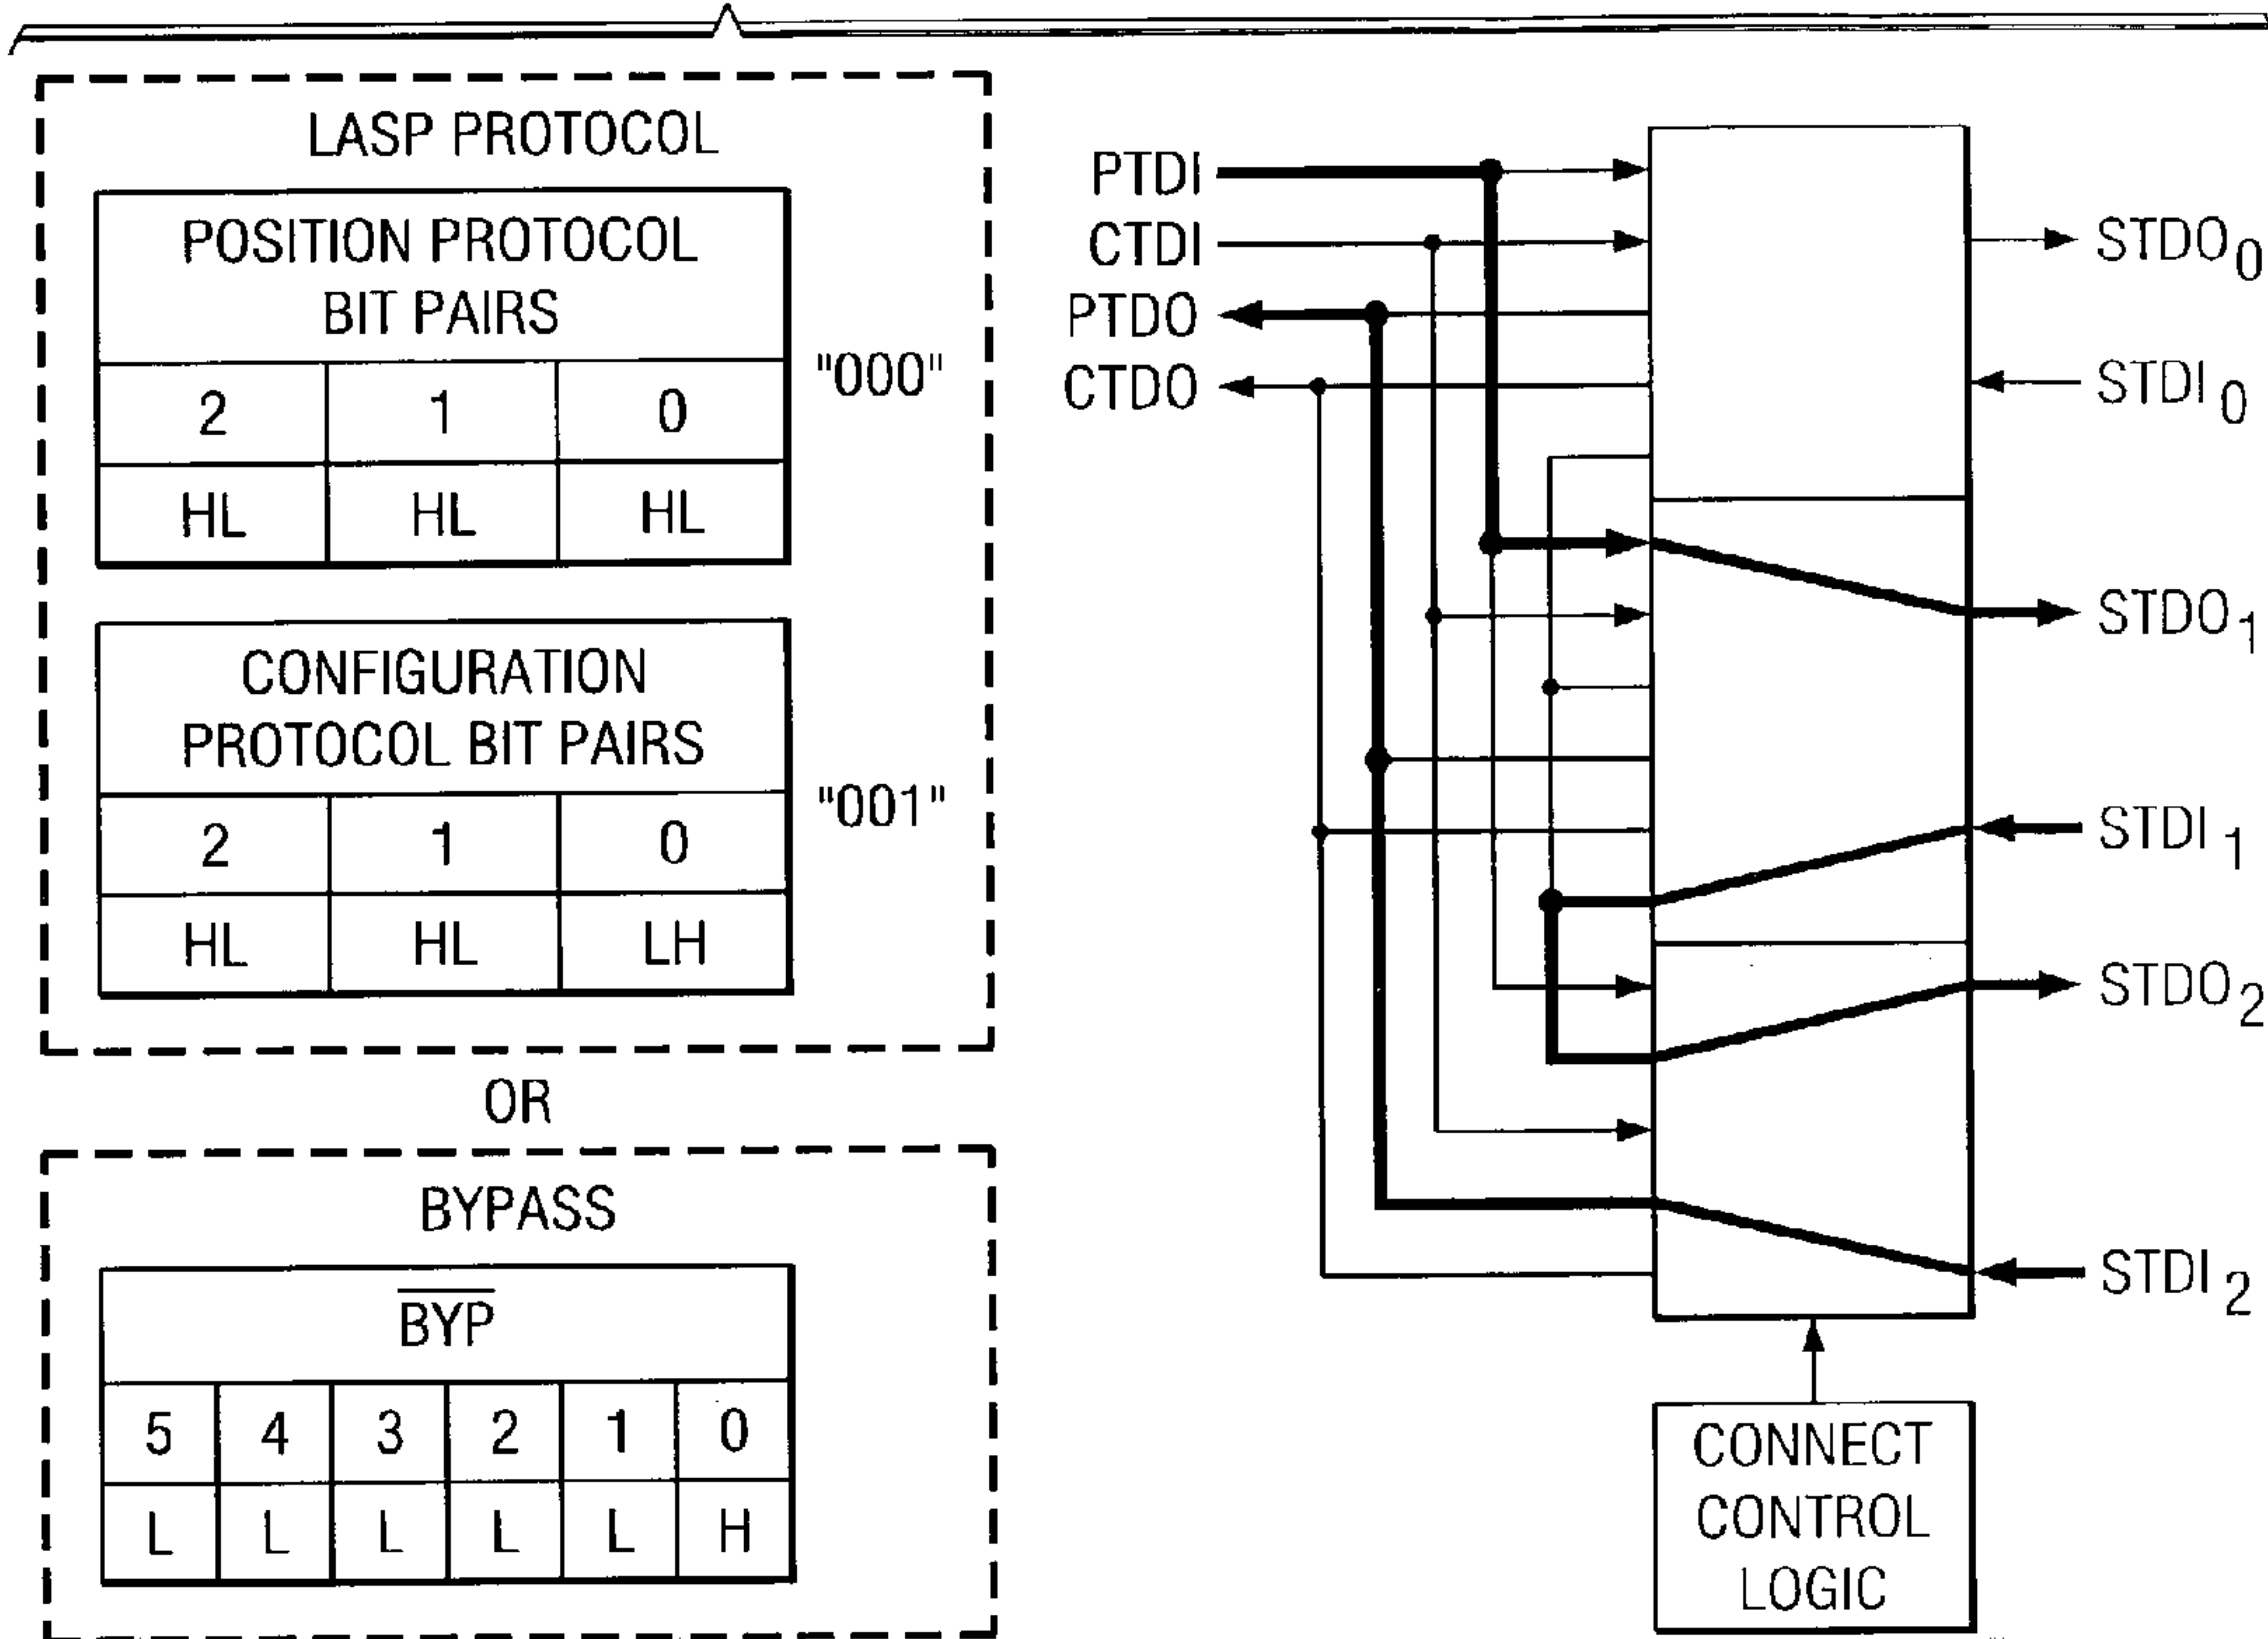 LASP PROTOCOL
POSITION PROTOCOL
BIT PAIRS
2 1 0
HL HL HL
"000"
CONFIGURATION
PROTOCOL BIT PAIRS
2 1 0
HL HL LH
"001"
OR
BYPASS
BYP
5 4 3 2 1 0
L L L L L H
PTDI
CTDI
PTDO
CTDO
STDO0
STDI0
STDO1
STDI1
STDO2
STDI2
CONNECT
CONTROL
LOGIC